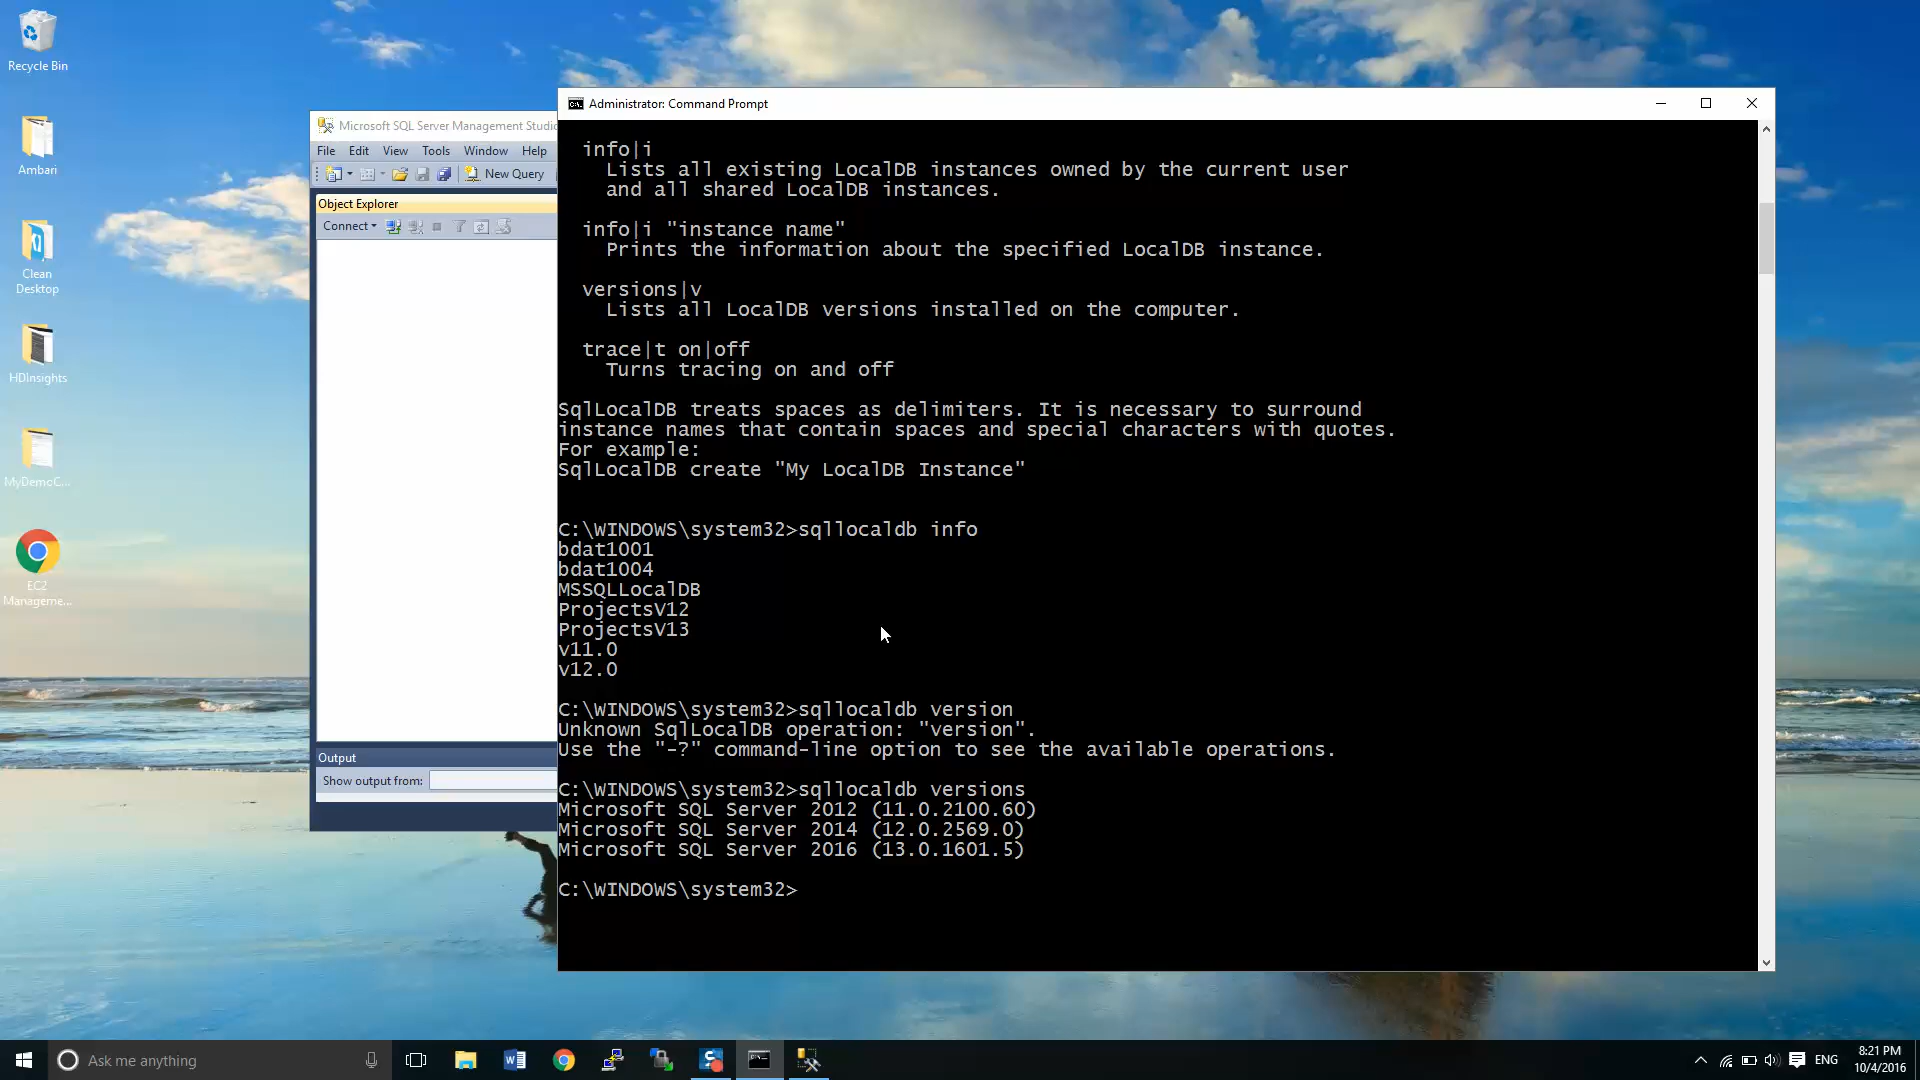 Recycle Bin
Ambari
Clean
Desktop
HDInsights
MyDemoC...
EC2
Manageme...
Microsoft SQL Server Management Studio
File Edit View Tools Window Help
New Query
Object Explorer
Connect
Output
Show output from:
Administrator: Command Prompt
info|i
Lists all existing LocalDB instances owned by the current user
and all shared LocalDB instances.
info|i "instance name"
Prints the information about the specified LocalDB instance.
versions|v
Lists all LocalDB versions installed on the computer.
trace|t on|off
Turns tracing on and off
SqlLocalDB treats spaces as delimiters. It is necessary to surround
instance names that contain spaces and special characters with quotes.
For example:
SqlLocalDB create "My LocalDB Instance"
C:\WINDOWS\system32>sqllocaldb info
bdat1001
bdat1004
MSSQLLocalDB
ProjectsV12
ProjectsV13
v11.0
v12.0
C:\WINDOWS\system32>sqllocaldb version
Unknown SqlLocalDB operation: "version".
Use the "-?" command-line option to see the available operations.
C:\WINDOWS\system32>sqllocaldb versions
Microsoft SQL Server 2012 (11.0.2100.60)
Microsoft SQL Server 2014 (12.0.2569.0)
Microsoft SQL Server 2016 (13.0.1601.5)
C:\WINDOWS\system32>
Ask me anything
ENG
8:21 PM
10/4/2016